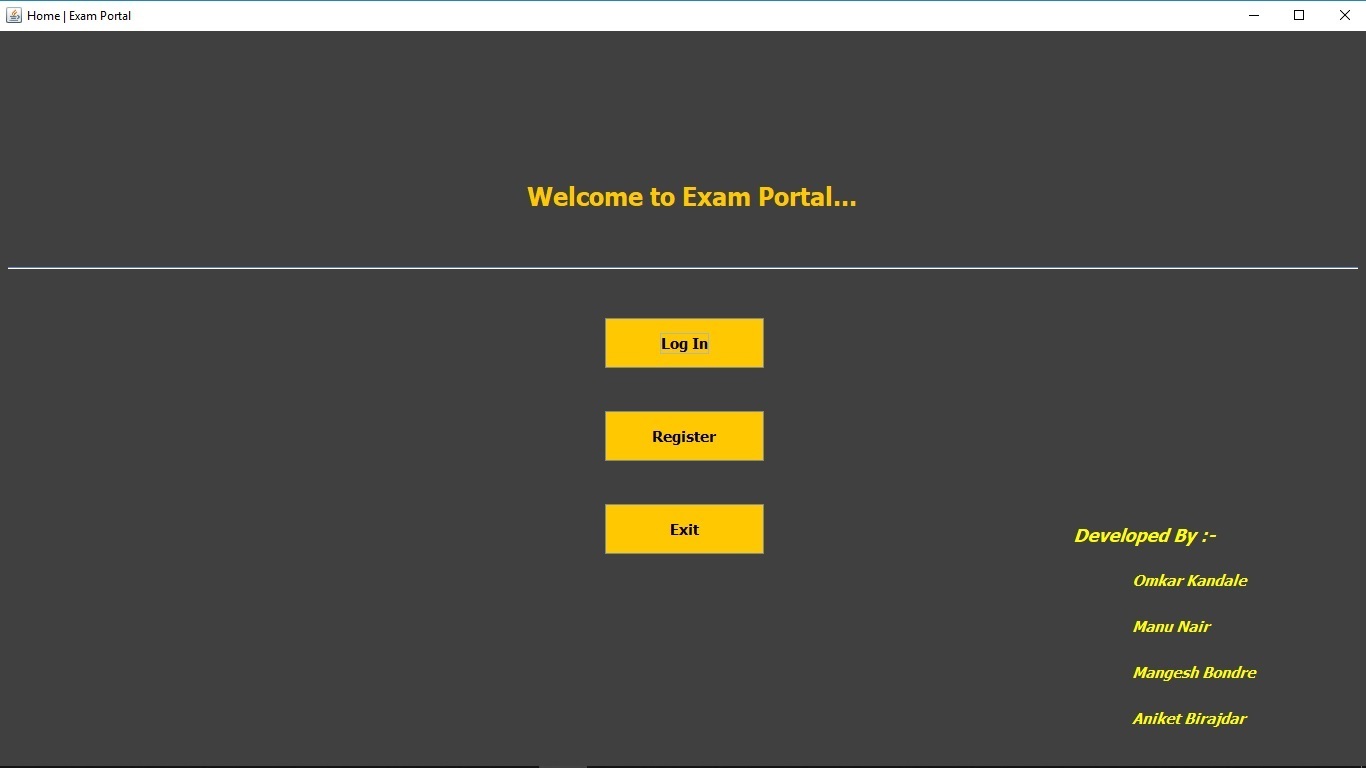 Home | Exam Portal
Welcome to Exam Portal...
Log In
Register
Exit
Developed By :-
Omkar Kandale
Manu Nair
Mangesh Bondre
Aniket Birajdar